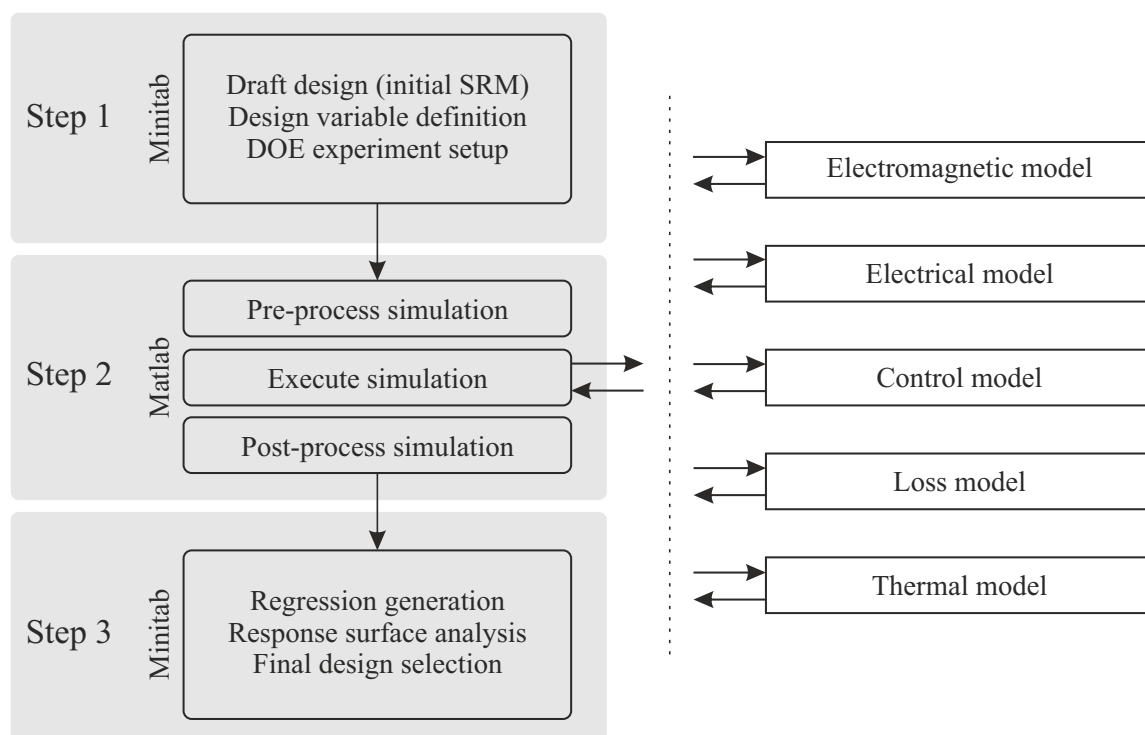 Step 1
Minitab
Draft design (initial SRM)
Design variable definition
DOE experiment setup
Step 2
Matlab
Pre-process simulation
Execute simulation
Post-process simulation
Step 3
Minitab
Regression generation
Response surface analysis
Final design selection
Electromagnetic model
Electrical model
Control model
Loss model
Thermal model